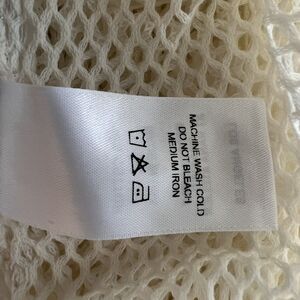 MACHINE WASH COLD
DO NOT BLEACH
MEDIUM IRON